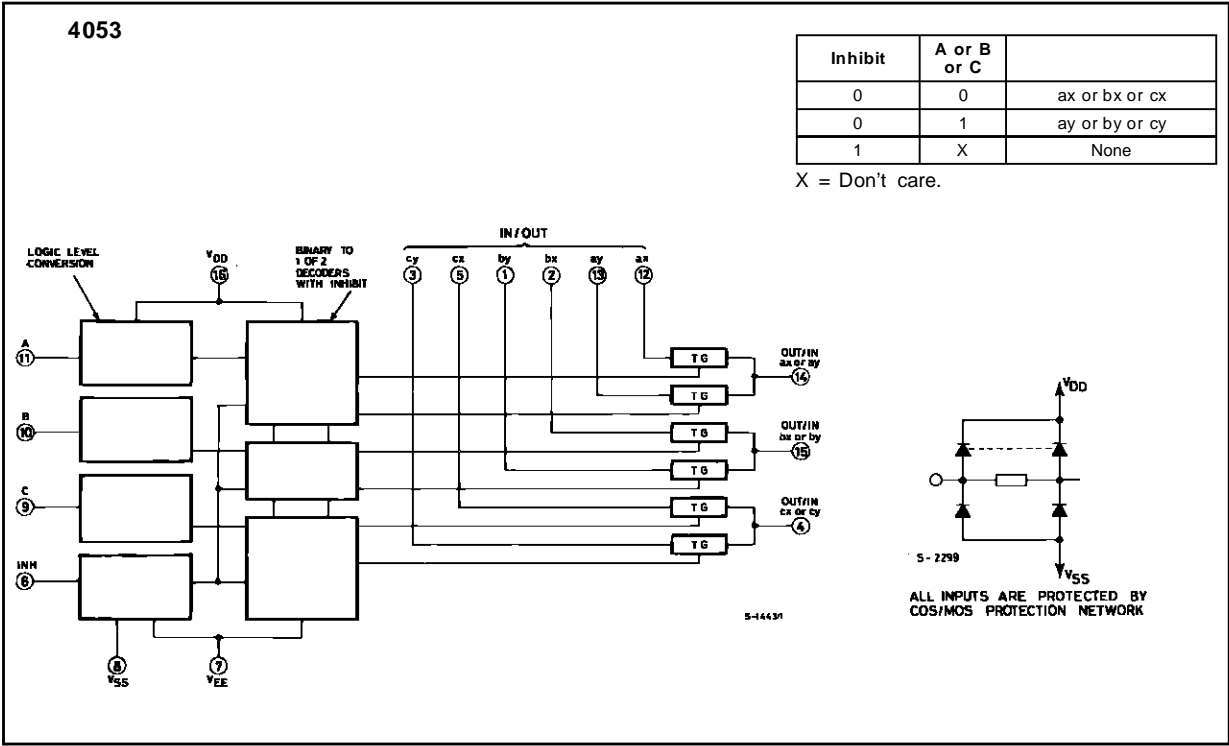 4053
Inhibit A or B or C
0 0 ax or bx or cx
0 1 ay or by or cy
1 X None
X = Don't care.
LOGIC LEVEL
CONVERSION
VDD
16
BINARY TO
1 OF 2
DECODERS
WITH INHIBIT
IN/OUT
cy cx by bx ay ax
3 5 1 2 13 12
A
11
B
10
C
9
INH
6
8
VSS
7
VEE
TG
TG
TG
TG
TG
TG
OUT/IN
ax or ay
14
OUT/IN
bx or by
15
OUT/IN
cx or cy
4
S-1443/1
VDD
S-2299
VSS
ALL INPUTS ARE PROTECTED BY
COS/MOS PROTECTION NETWORK